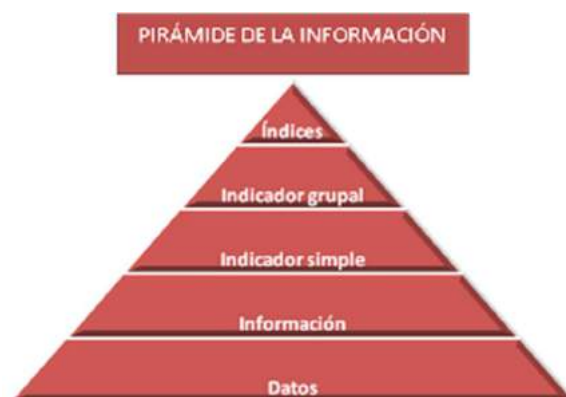 PIRÁMIDE DE LA INFORMACIÓN
Índices
Indicador grupal
Indicador simple
Información
Datos